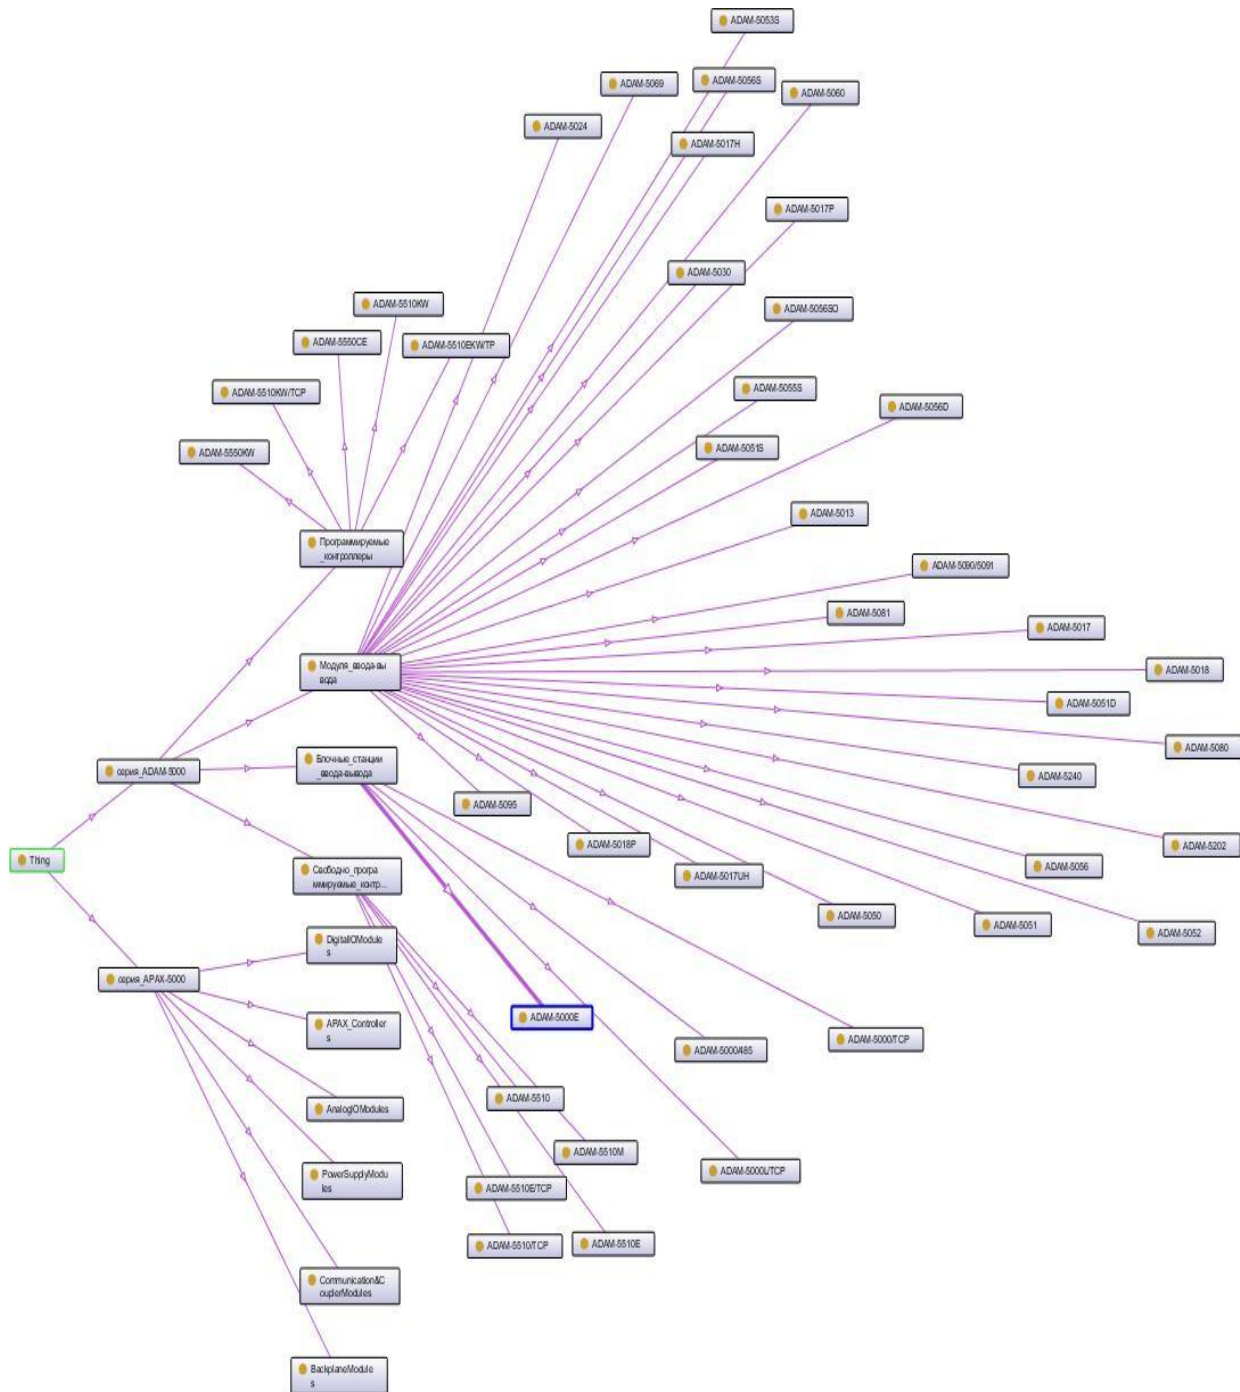 ADAM-5053S
ADAM-5069
ADAM-5056S
ADAM-5060
ADAM-5024
ADAM-5017H
ADAM-5017P
ADAM-5030
ADAM-5510KW
ADAM-5056SO
ADAM-5550CE
ADAM-5510EKW/TP
ADAM-5510KW/TCP
ADAM-5055S
ADAM-5056D
ADAM-5550KW
ADAM-5051S
ADAM-5013
Программируемые
_контроллеры
ADAM-5090/5091
ADAM-5081
ADAM-5017
Модуля_ввода-вы
вода
ADAM-5018
ADAM-5051D
ADAM-5080
серия_ADAM-5000
Блочные_станции
_ввода-вывода
ADAM-5240
ADAM-5095
ADAM-5018P
ADAM-5202
Thing
Свободно_програ
ммируемые_контр...
ADAM-5017UH
ADAM-5056
ADAM-5050
ADAM-5051
ADAM-5052
DigitalIOModule
s
серия_APAX-5000
APAX_Controller
s
ADAM-5000E
ADAM-5000/485
ADAM-5000/TCP
AnalogIOModules
ADAM-5510
ADAM-5510M
PowerSupplyModu
les
ADAM-5510E/TCP
ADAM-5000L/TCP
ADAM-5510/TCP
ADAM-5510E
Communication&C
ouplerModules
BackplaneModule
s